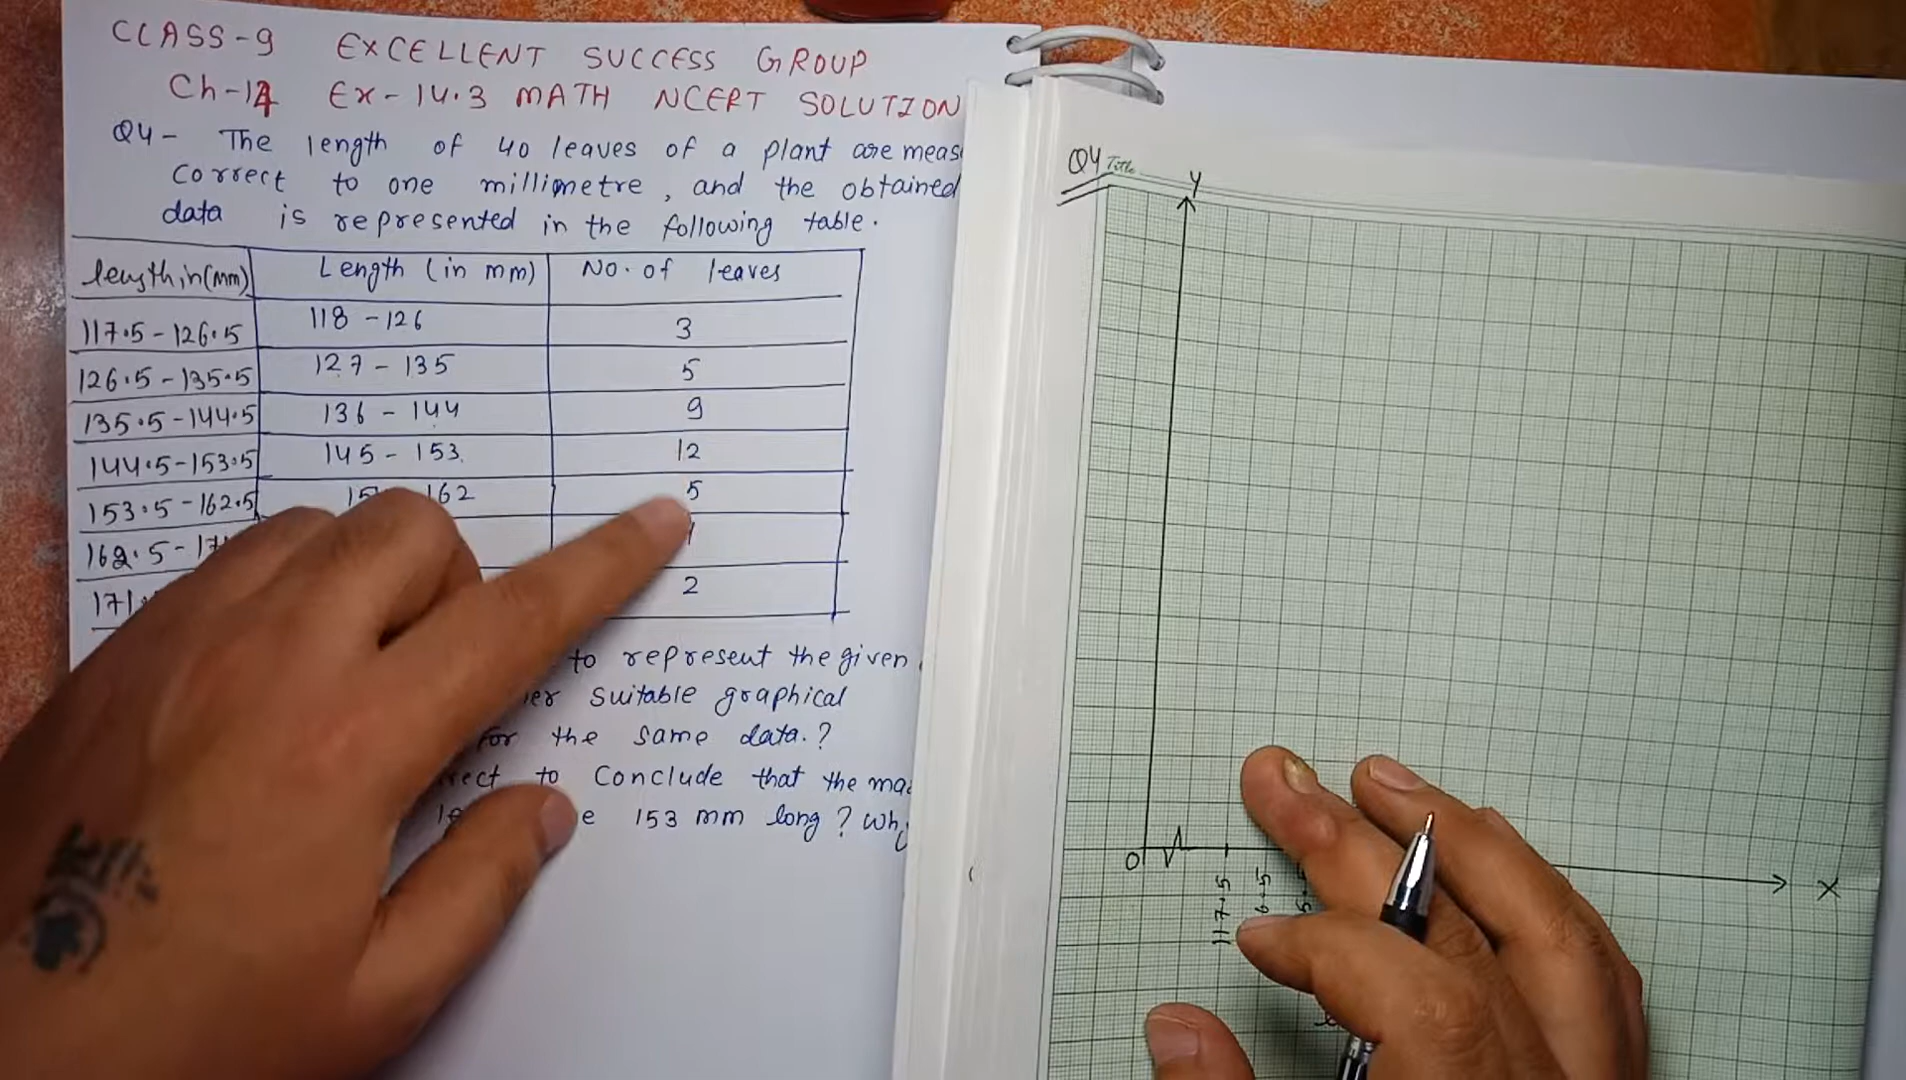 CLASS-9 EXCELLENT SUCCESS GROUP
Ch-14 Ex-14.3 MATH NCERT SOLUTION
Q4- The length of 40 leaves of a plant are meas
correct to one millimetre, and the obtained
data is represented in the following table.
length in (mm) Length (in mm) No. of leaves
117.5-126.5 118-126 3
126.5-135.5 127-135 5
135.5-144.5 136-144 9
144.5-153.5 145-153 12
153.5-162.5 162 5
162.5-
2
to represent the given
suitable graphical
for the same data.?
to conclude that the
153 mm long?
Q4 Title
Y
O X
117.5